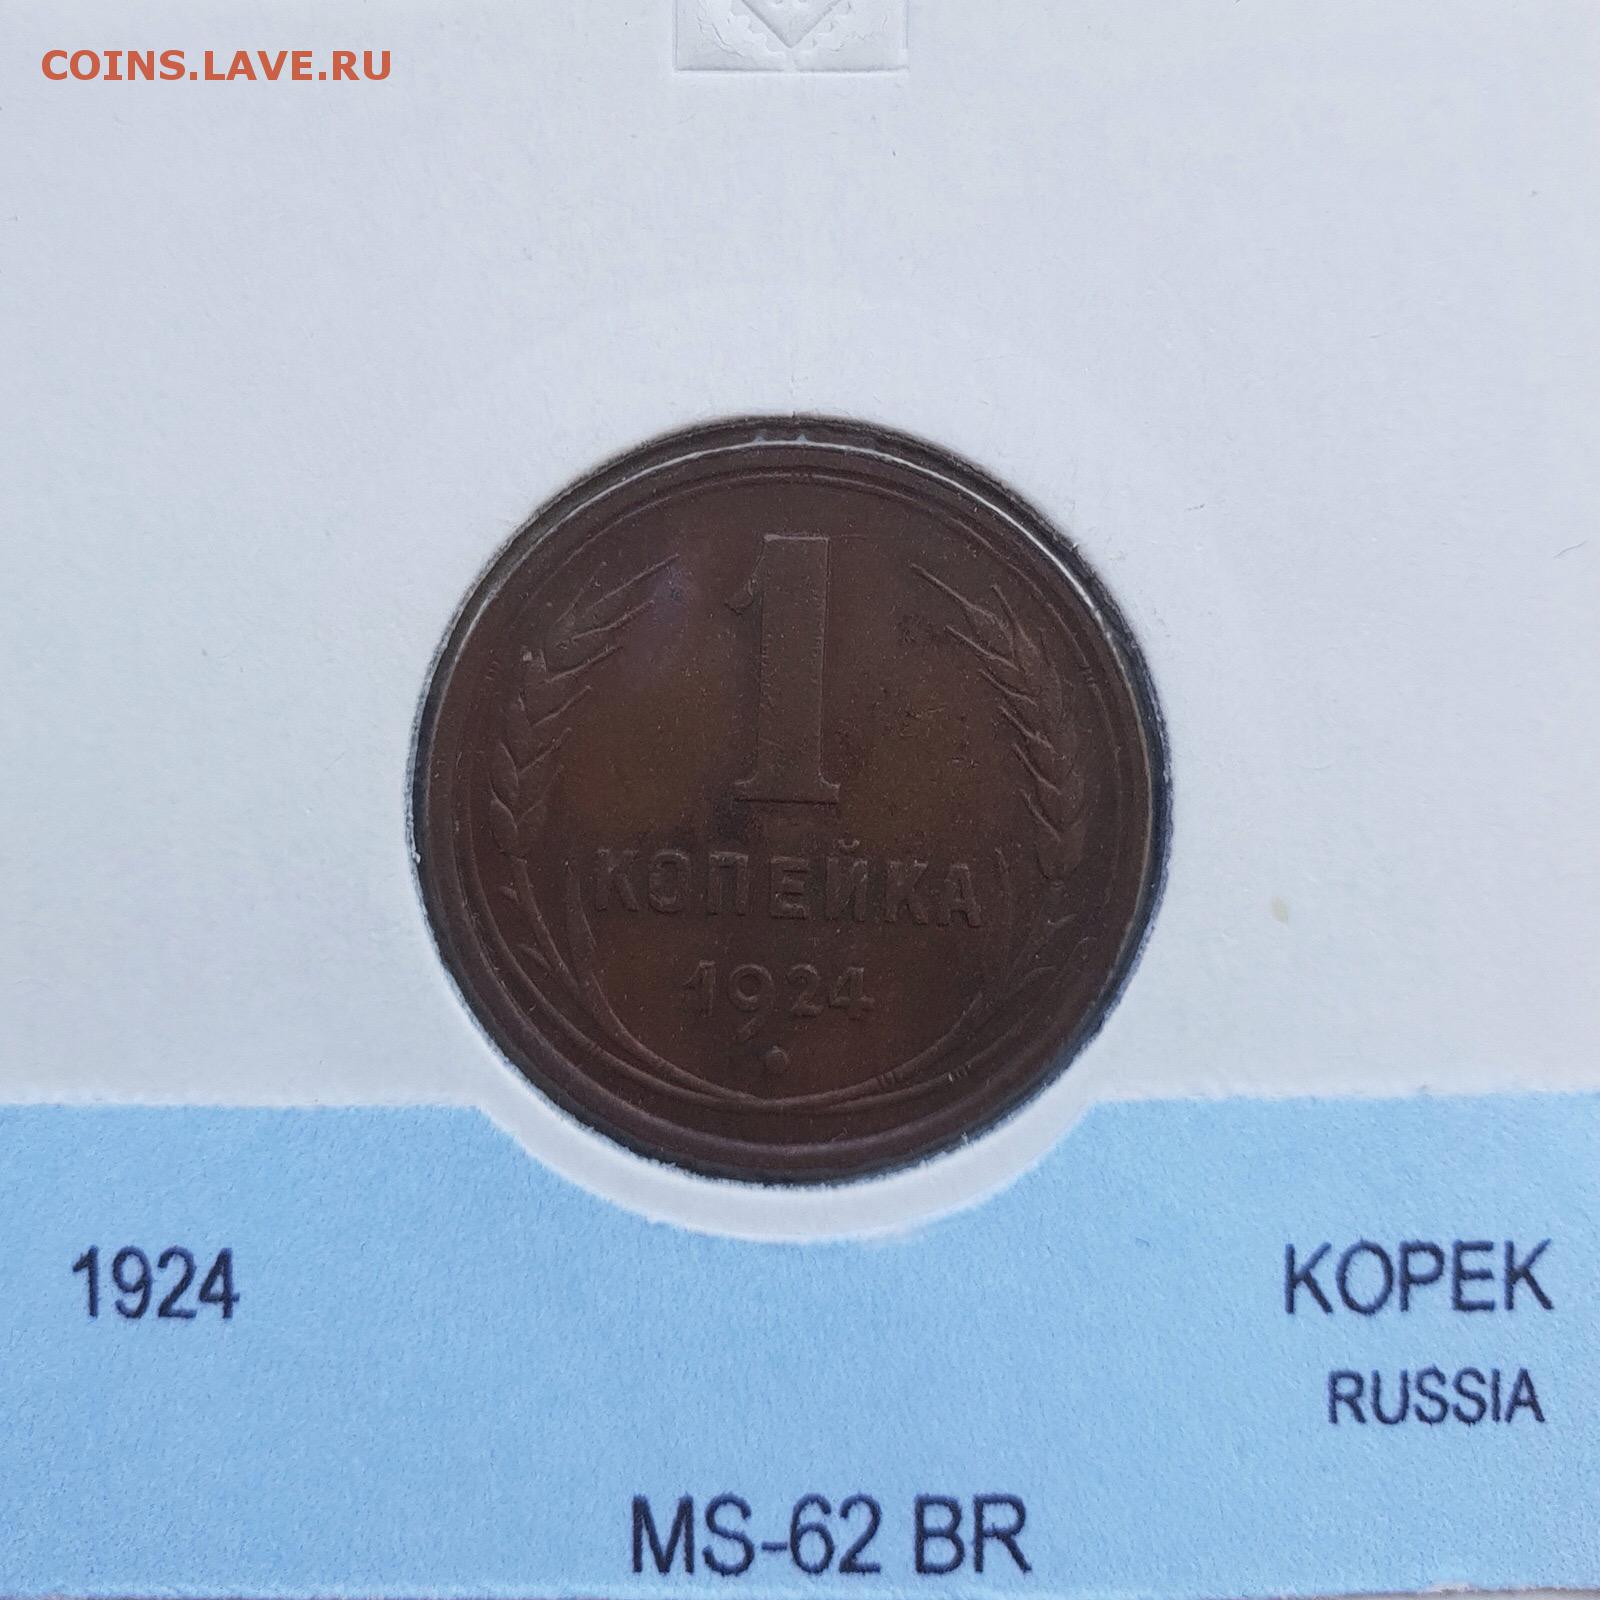 COINS.LAVE.RU
1
КОПЕЙКА
1924
1924
KOPEK
RUSSIA
MS-62 BR